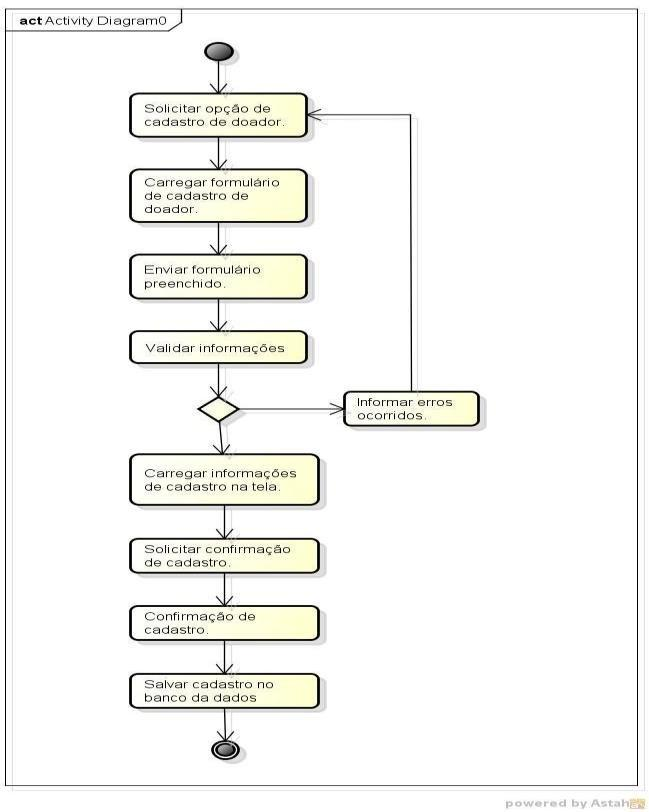 act Activity Diagram0
Solicitar opção de
cadastro de doador.
Carregar formulário
de cadastro de
doador.
Enviar formulário
preenchido.
Validar informações
Informar erros
ocorridos.
Carregar informações
de cadastro na tela.
Solicitar confirmação
de cadastro.
Confirmação de
cadastro.
Salvar cadastro no
banco da dados
powered by Astah